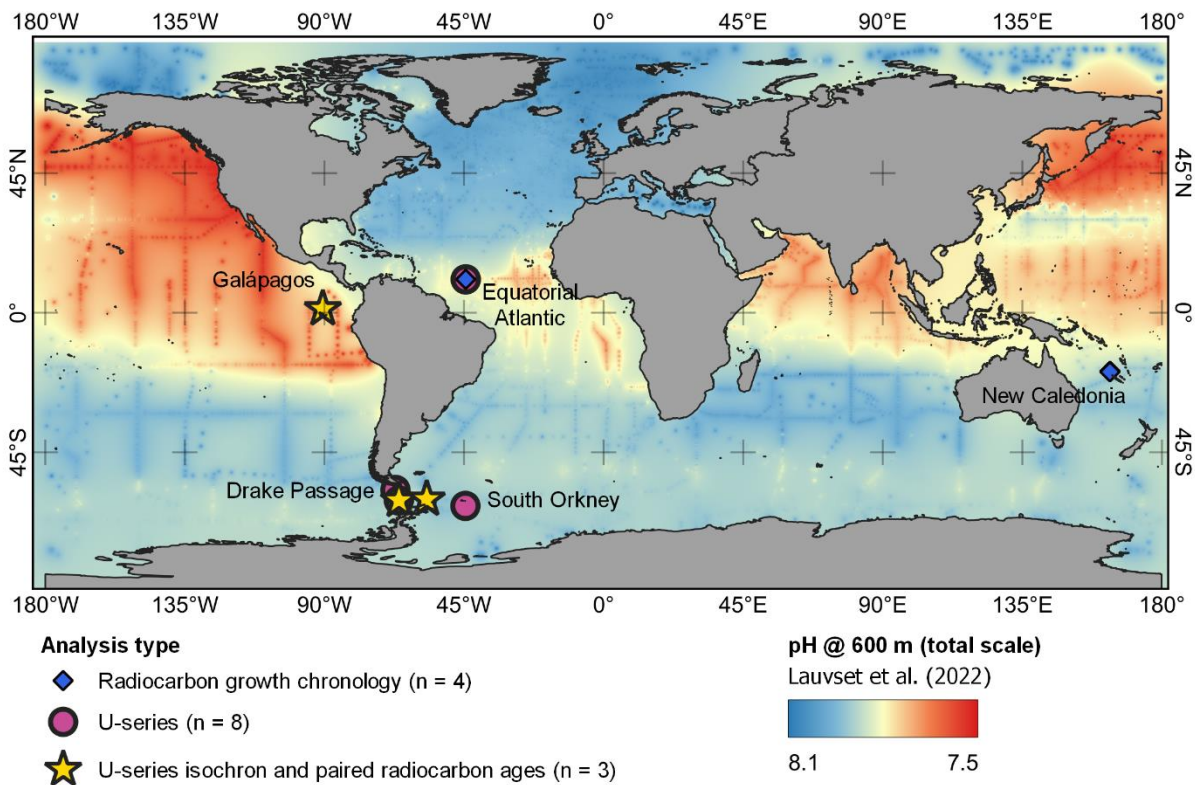 180°W 135°W 90°W 45°W 0° 45°E 90°E 135°E 180°
45°N 45°N
Galápagos
Equatorial
Atlantic
0° 0°
New Caledonia
45°S 45°S
Drake Passage
South Orkney
180°W 135°W 90°W 45°W 0° 45°E 90°E 135°E 180°
Analysis type
Radiocarbon growth chronology (n = 4)
U-series (n = 8)
U-series isochron and paired radiocarbon ages (n = 3)
pH @ 600 m (total scale)
Lauvset et al. (2022)
8.1 7.5